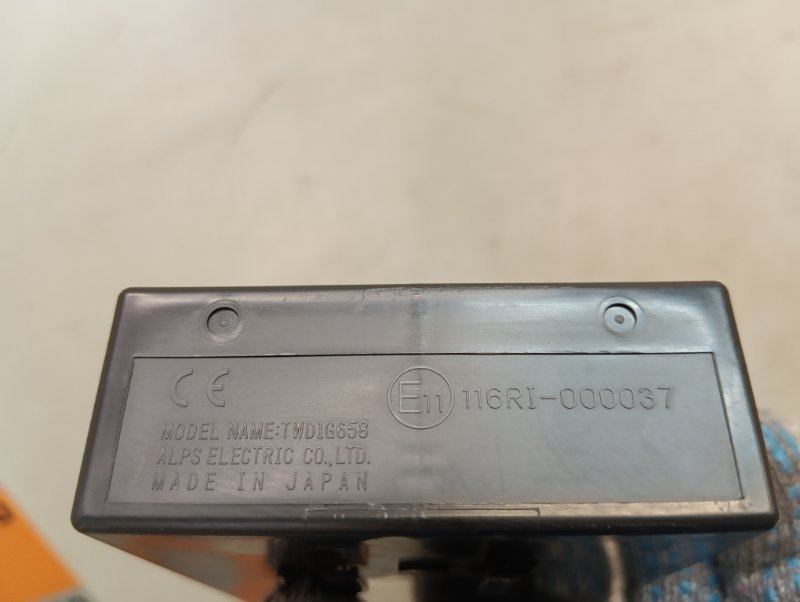 CE
E11 116RI-000037
MODEL NAME:TWD1G658
ALPS ELECTRIC CO.,LTD.
MADE IN JAPAN